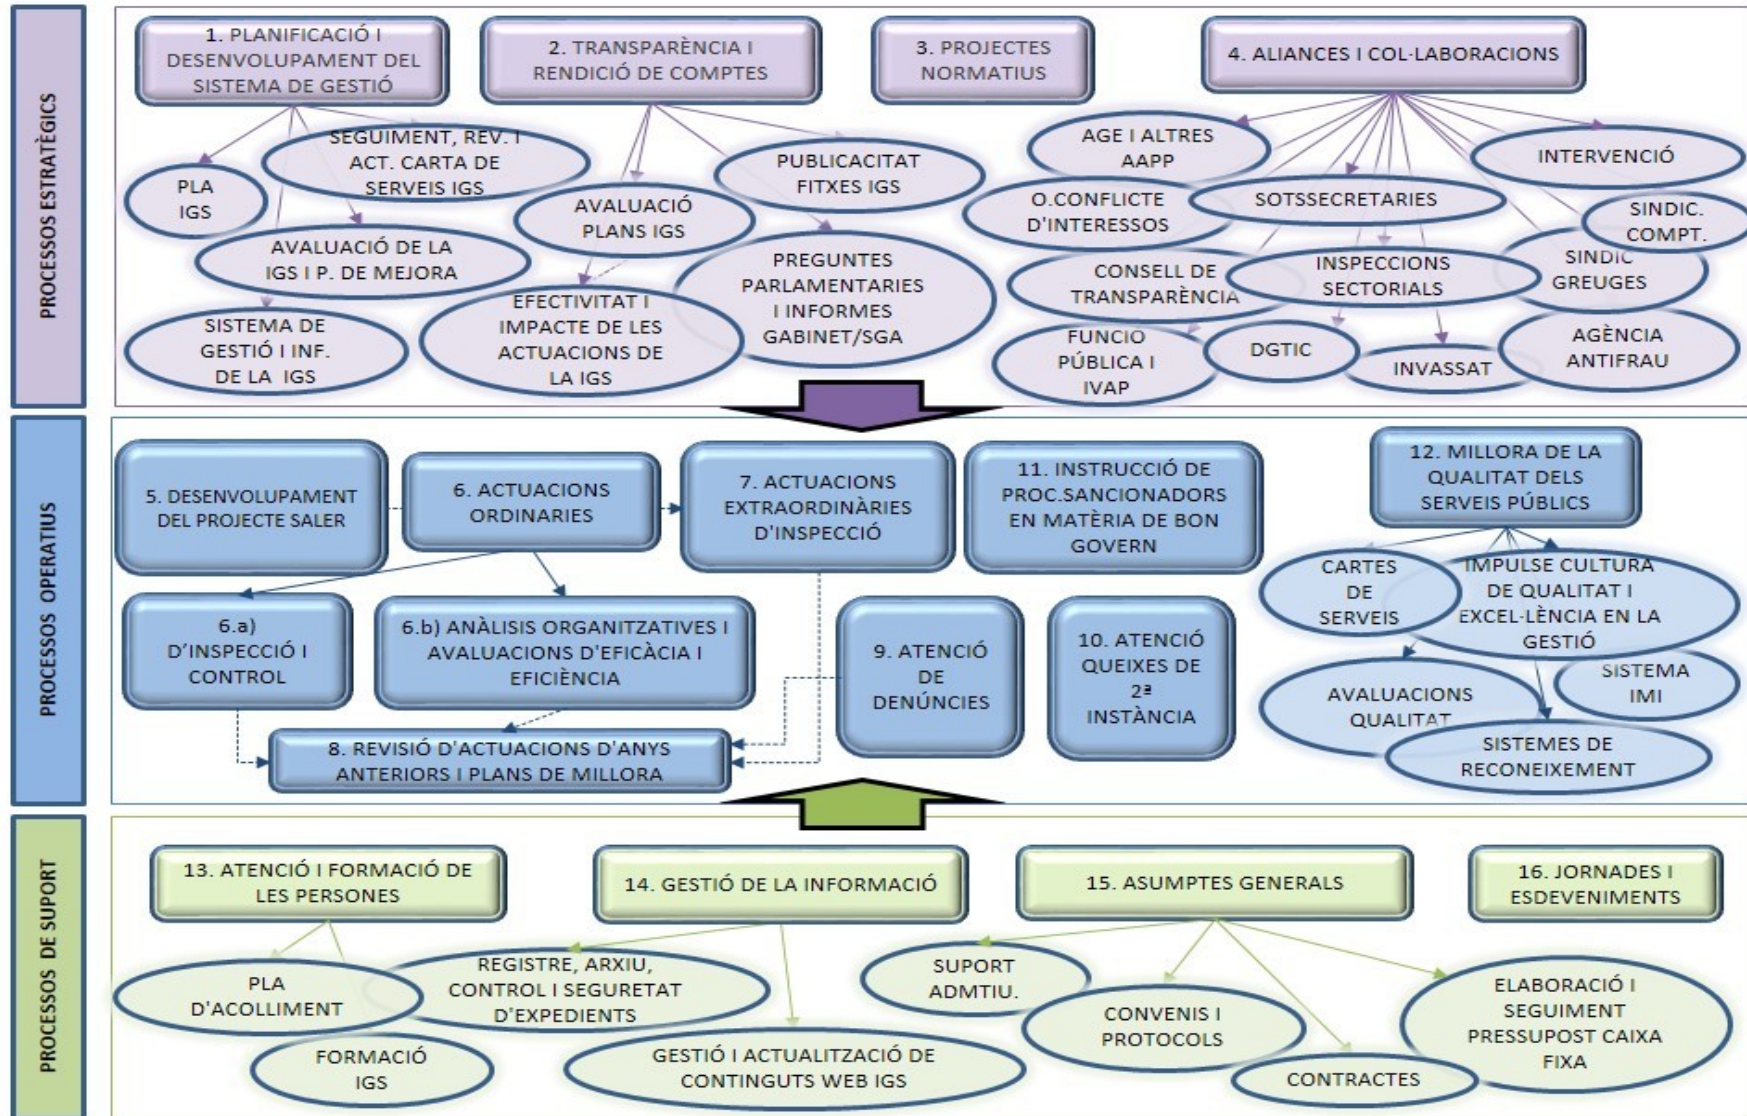 PROCESSOS ESTRATÈGICS
1. PLANIFICACIÓ I
DESENVOLUPAMENT DEL
SISTEMA DE GESTIÓ
2. TRANSPARÈNCIA I
RENDICIÓ DE COMPTES
3. PROJECTES
NORMATIUS
4. ALIANCES I COL·LABORACIONS
PLA
IGS
SEGUIMENT, REV. I
ACT. CARTA DE
SERVEIS IGS
AVALUACIÓ DE LA
IGS I P. DE MEJORA
SISTEMA DE
GESTIÓ I INF.
DE LA IGS
AVALUACIÓ
PLANS IGS
PUBLICACITAT
FITXES IGS
EFECTIVITAT I
IMPACTE DE LES
ACTUACIONS DE
LA IGS
PREGUNTES
PARLAMENTARIES
I INFORMES
GABINET/SGA
AGE I ALTRES
AAPP
O.CONFLICTE
D'INTERESSOS
CONSELL DE
TRANSPARÈNCIA
FUNCIO
PÚBLICA I
IVAP
SOTSSECRETARIES
INSPECCIONS
SECTORIALS
DGTIC
INVASSAT
INTERVENCIÓ
SINDIC.
COMPT.
SINDIC
GREUGES
AGÈNCIA
ANTIFRAU
PROCESSOS OPERATIUS
5. DESENVOLUPAMENT
DEL PROJECTE SALER
6. ACTUACIONS
ORDINARIES
7. ACTUACIONS
EXTRAORDINÀRIES
D'INSPECCIÓ
11. INSTRUCCIÓ DE
PROC.SANCIONADORS
EN MATÈRIA DE BON
GOVERN
12. MILLORA DE LA
QUALITAT DELS
SERVEIS PÚBLICS
6.a)
D'INSPECCIÓ I
CONTROL
6.b) ANÀLISIS ORGANITZATIVES I
AVALUACIONS D'EFICÀCIA I
EFICIÈNCIA
9. ATENCIÓ
DE
DENÚNCIES
10. ATENCIÓ
QUEIXES DE
2ª
INSTÀNCIA
8. REVISIÓ D'ACTUACIONS D'ANYS
ANTERIORS I PLANS DE MILLORA
CARTES
DE
SERVEIS
IMPULSE CULTURA
DE QUALITAT I
EXCEL·LÈNCIA EN LA
GESTIÓ
AVALUACIONS
QUALITAT
SISTEMA
IMI
SISTEMES DE
RECONEIXEMENT
PROCESSOS DE SUPORT
13. ATENCIÓ I FORMACIÓ DE
LES PERSONES
14. GESTIÓ DE LA INFORMACIÓ
15. ASUMPTES GENERALS
16. JORNADES I
ESDEVENIMENTS
PLA
D'ACOLLIMENT
FORMACIÓ
IGS
REGISTRE, ARXIU,
CONTROL I SEGURETAT
D'EXPEDIENTS
GESTIÓ I ACTUALITZACIÓ DE
CONTINGUTS WEB IGS
SUPORT
ADMTIU.
CONVENIS I
PROTOCOLS
CONTRACTES
ELABORACIÓ I
SEGUIMENT
PRESSUPOST CAIXA
FIXA